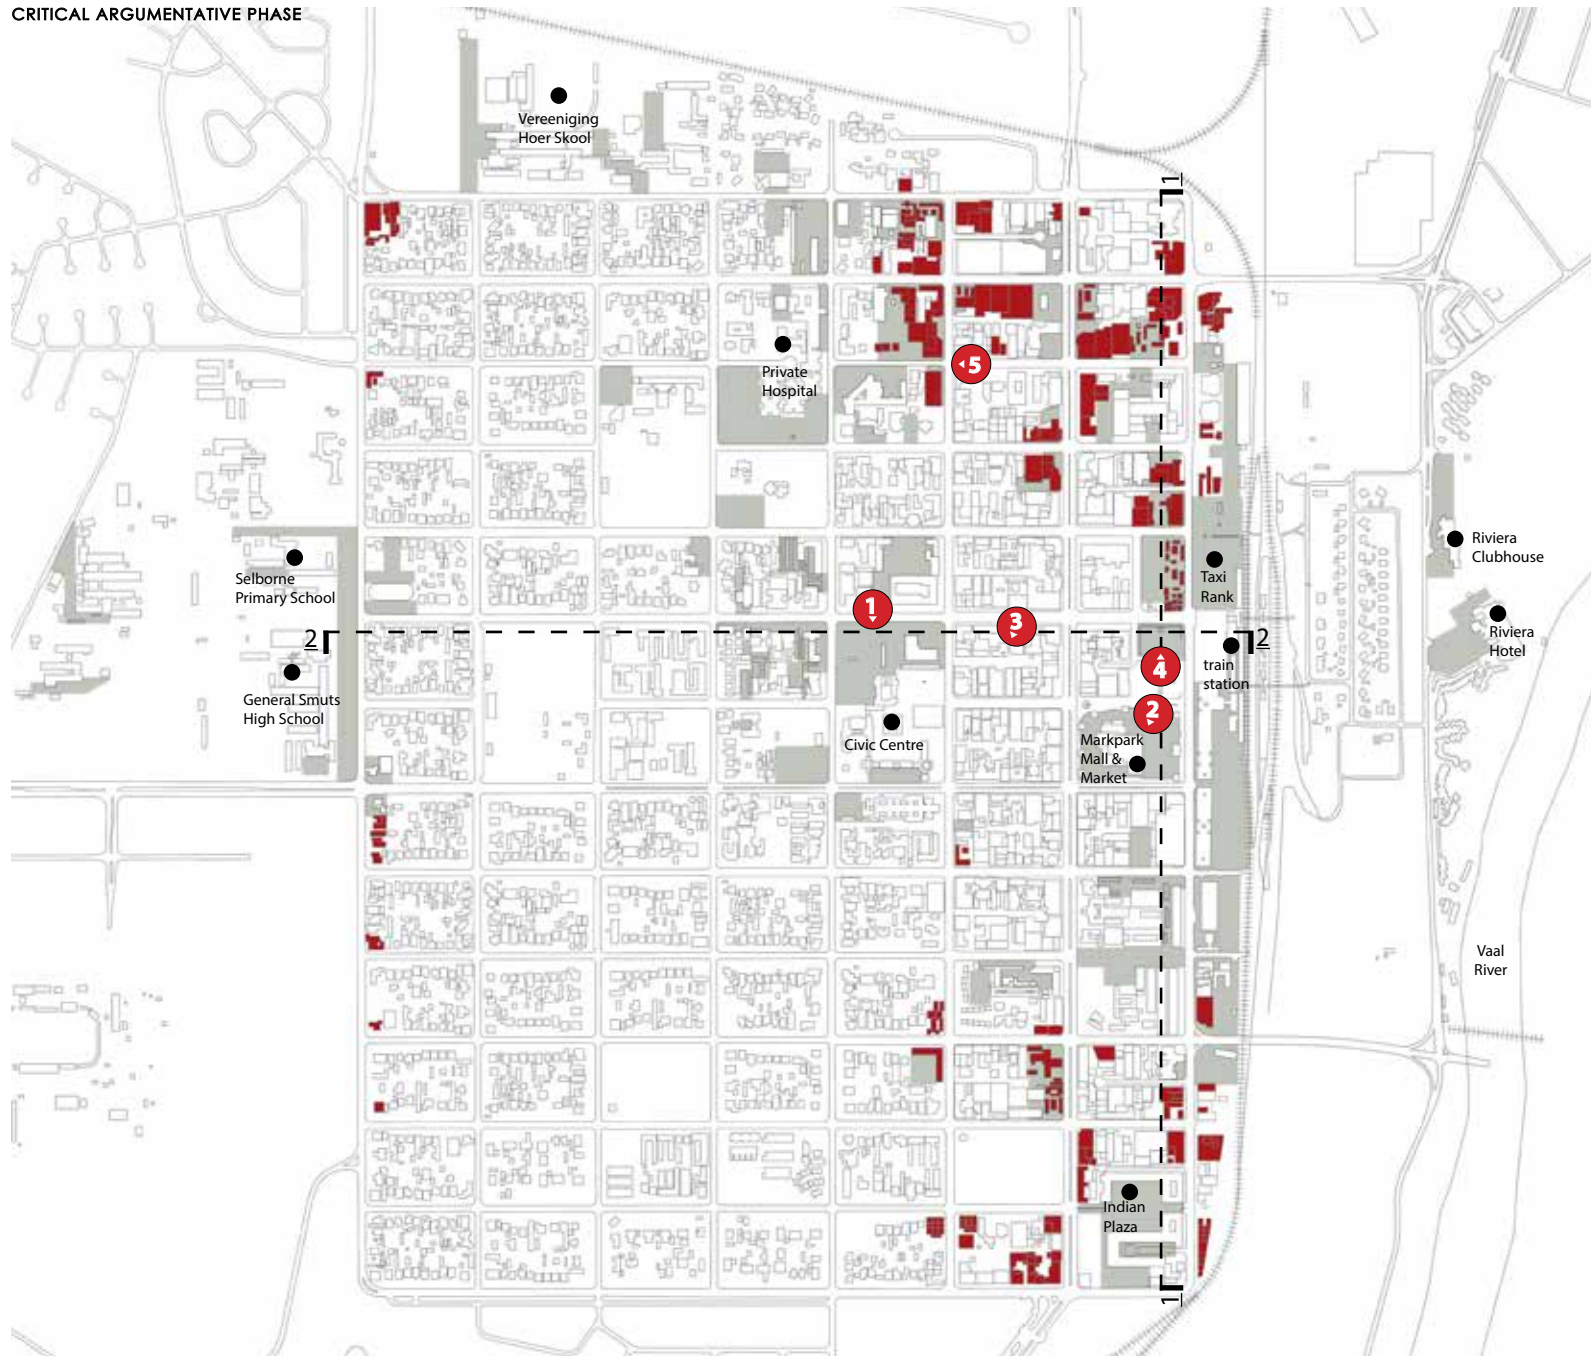 CRITICAL ARGUMENTATIVE PHASE
Vereeniging
Hoer Skool
1
Private
Hospital
5
Riviera
Clubhouse
Selborne
Primary School
Taxi
Rank
1
3
Riviera
Hotel
2
2
train
station
4
General Smuts
High School
2
Civic Centre
Markpark
Mall &
Market
Vaal
River
Indian
Plaza
1